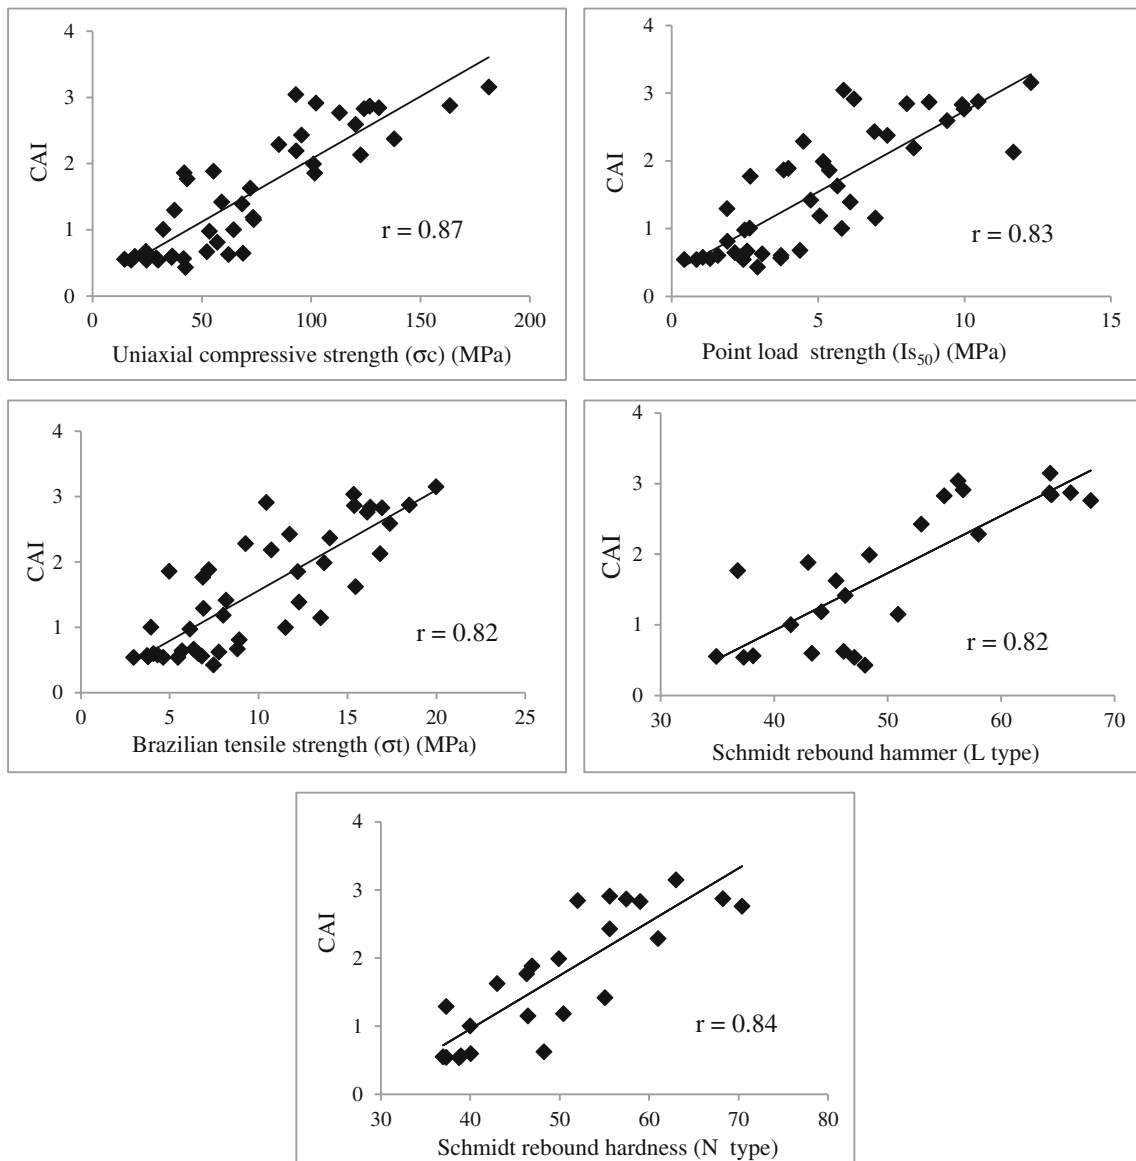 4
3
2
1
0
CAI
r = 0.87
0 50 100 150 200
Uniaxial compressive strength (σc) (MPa)
4
3
2
1
0
CAI
r = 0.83
0 5 10 15
Point load strength (Is50) (MPa)
4
3
2
1
0
CAI
r = 0.82
0 5 10 15 20 25
Brazilian tensile strength (σt) (MPa)
4
3
2
1
0
CAI
r = 0.82
30 40 50 60 70
Schmidt rebound hammer (L type)
4
3
2
1
0
CAI
r = 0.84
30 40 50 60 70 80
Schmidt rebound hardness (N type)